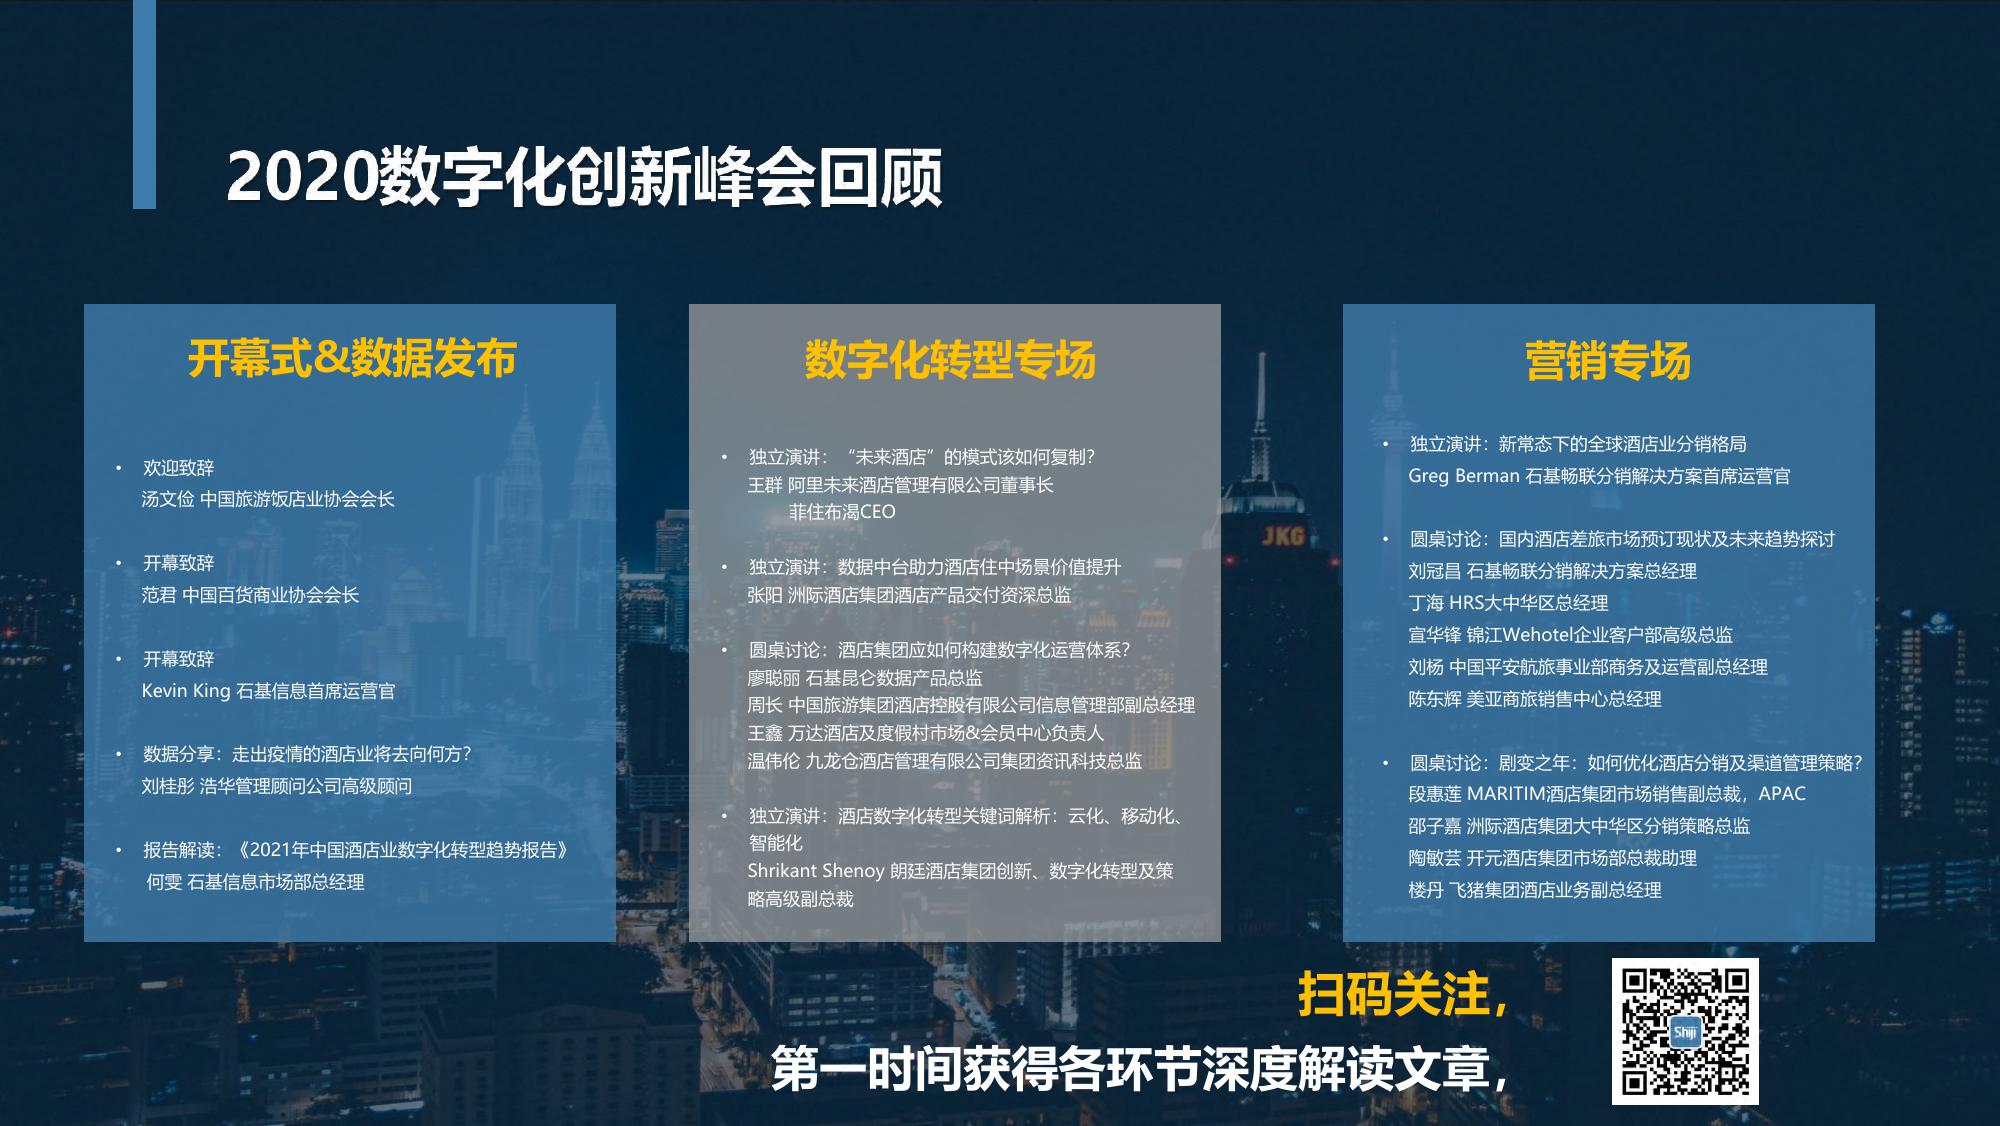 2020数字化创新峰会回顾
开幕式&数据发布
• 欢迎致辞
汤文俭 中国旅游饭店业协会会长
• 开幕致辞
范君 中国百货商业协会会长
• 开幕致辞
Kevin King 石基信息首席运营官
• 数据分享：走出疫情的酒店业将去向何方？
刘桂彤 浩华管理顾问公司高级顾问
• 报告解读：《2021年中国酒店业数字化转型趋势报告》
何雯 石基信息市场部总经理
数字化转型专场
• 独立演讲：“未来酒店”的模式该如何复制？
王群 阿里未来酒店管理有限公司董事长
菲住布渴CEO
• 独立演讲：数据中台助力酒店住中场景价值提升
张阳 洲际酒店集团酒店产品交付资深总监
• 圆桌讨论：酒店集团应如何构建数字化运营体系？
廖聪丽 石基昆仑数据产品总监
周长 中国旅游集团酒店控股有限公司信息管理部副总经理
王鑫 万达酒店及度假村市场&会员中心负责人
温伟伦 九龙仓酒店管理有限公司集团资讯科技总监
• 独立演讲：酒店数字化转型关键词解析：云化、移动化、
智能化
Shrikant Shenoy 朗廷酒店集团创新、数字化转型及策
略高级副总裁
营销专场
• 独立演讲：新常态下的全球酒店业分销格局
Greg Berman 石基畅联分销解决方案首席运营官
• 圆桌讨论：国内酒店差旅市场预订现状及未来趋势探讨
刘冠昌 石基畅联分销解决方案总经理
丁海 HRS大中华区总经理
宣华锋 锦江Wehotel企业客户部高级总监
刘杨 中国平安航旅事业部商务及运营副总经理
陈东辉 美亚商旅销售中心总经理
• 圆桌讨论：剧变之年：如何优化酒店分销及渠道管理策略？
段惠莲 MARITIM酒店集团市场销售副总裁，APAC
邵子嘉 洲际酒店集团大中华区分销策略总监
陶敏芸 开元酒店集团市场部总裁助理
楼丹 飞猪集团酒店业务副总经理
JKG
扫码关注，
第一时间获得各环节深度解读文章，
Shiji